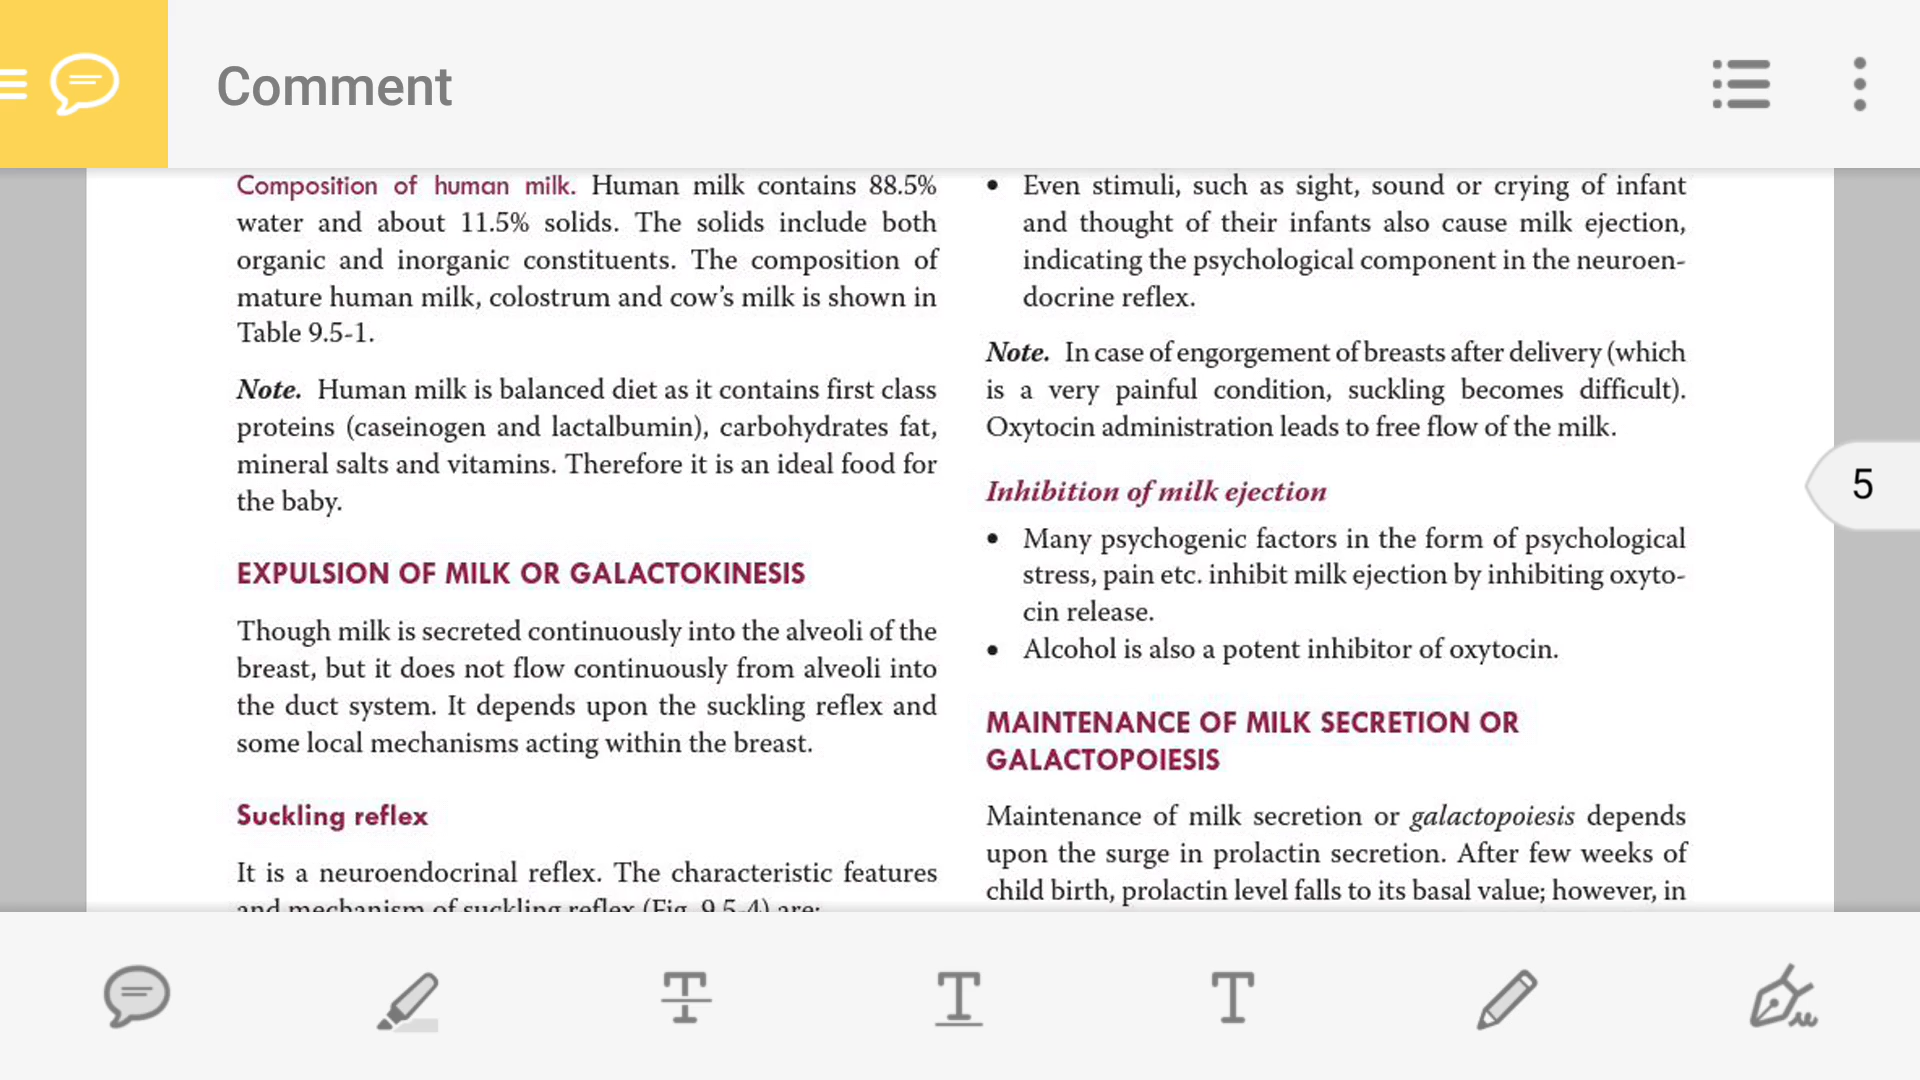 Comment
Composition of human milk. Human milk contains 88.5%
water and about 11.5% solids. The solids include both
organic and inorganic constituents. The composition of
mature human milk, colostrum and cow's milk is shown in
Table 9.5-1.
Note. Human milk is balanced diet as it contains first class
proteins (caseinogen and lactalbumin), carbohydrates fat,
mineral salts and vitamins. Therefore it is an ideal food for
the baby.
EXPULSION OF MILK OR GALACTOKINESIS
Though milk is secreted continuously into the alveoli of the
breast, but it does not flow continuously from alveoli into
the duct system. It depends upon the suckling reflex and
some local mechanisms acting within the breast.
Suckling reflex
It is a neuroendocrinal reflex. The characteristic features
and mechanism of suckling reflex (Fig. 9.5-4) are:
• Even stimuli, such as sight, sound or crying of infant
and thought of their infants also cause milk ejection,
indicating the psychological component in the neuroen-
docrine reflex.
Note. In case of engorgement of breasts after delivery (which
is a very painful condition, suckling becomes difficult).
Oxytocin administration leads to free flow of the milk.
Inhibition of milk ejection
• Many psychogenic factors in the form of psychological
stress, pain etc. inhibit milk ejection by inhibiting oxyto-
cin release.
• Alcohol is also a potent inhibitor of oxytocin.
MAINTENANCE OF MILK SECRETION OR
GALACTOPOIESIS
Maintenance of milk secretion or galactopoiesis depends
upon the surge in prolactin secretion. After few weeks of
child birth, prolactin level falls to its basal value; however, in
5